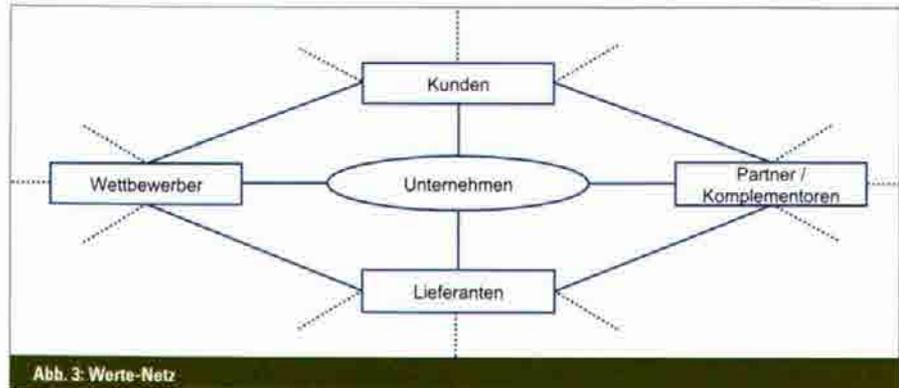 Kunden
Wettbewerber
Unternehmen
Partner /
Komplementoren
Lieferanten
Abb. 3: Werte-Netz